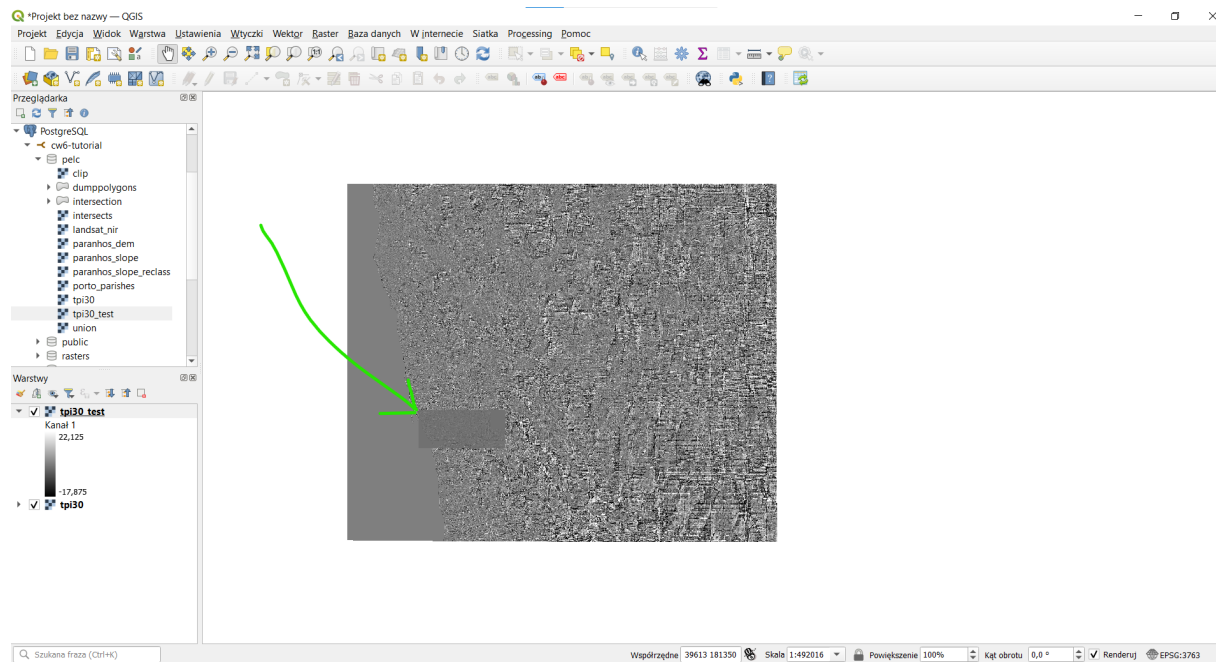 *Projekt bez nazwy — QGIS
Projekt Edycja Widok Warstwa Ustawienia Wtyczki Wektor Raster Baza danych W internecie Siatka Processing Pomoc
Przeglądarka
PostgreSQL
cw6-tutorial
pelc
clip
dumppolygons
intersection
intersects
landsat_nir
paranhos_dem
paranhos_slope
paranhos_slope_reclass
porto_parishes
tpi30
tpi30_test
union
public
rasters
Warstwy
tpi30_test
Kanał 1
22,125
-17,875
tpi30
Szukana fraza (Ctrl+K)
Współrzędne 39613 181350 Skala 1:492016 Powiększenie 100% Kąt obrotu 0,0 ° Renderuj EPSG:3763